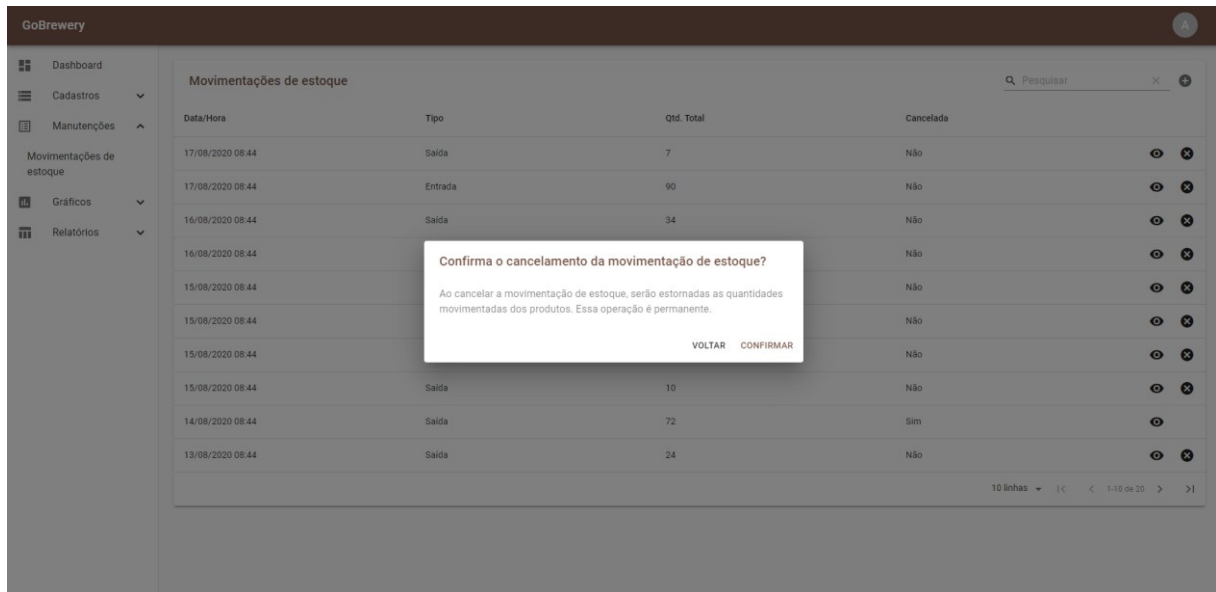 GoBrewery
A
Dashboard
Cadastros
Manutenções
Movimentações de
estoque
Gráficos
Relatórios
Movimentações de estoque
Pesquisar
Data/Hora Tipo Qtd. Total Cancelada
17/08/2020 08:44 Saída 7 Não
17/08/2020 08:44 Entrada 90 Não
16/08/2020 08:44 Saída 34 Não
16/08/2020 08:44 Não
15/08/2020 08:44 Não
15/08/2020 08:44 Não
15/08/2020 08:44 Não
15/08/2020 08:44 Saída 10 Não
14/08/2020 08:44 Saída 72 Sim
13/08/2020 08:44 Saída 24 Não
10 linhas 1-10 de 20
Confirma o cancelamento da movimentação de estoque?
Ao cancelar a movimentação de estoque, serão estornadas as quantidades
movimentadas dos produtos. Essa operação é permanente.
VOLTAR CONFIRMAR